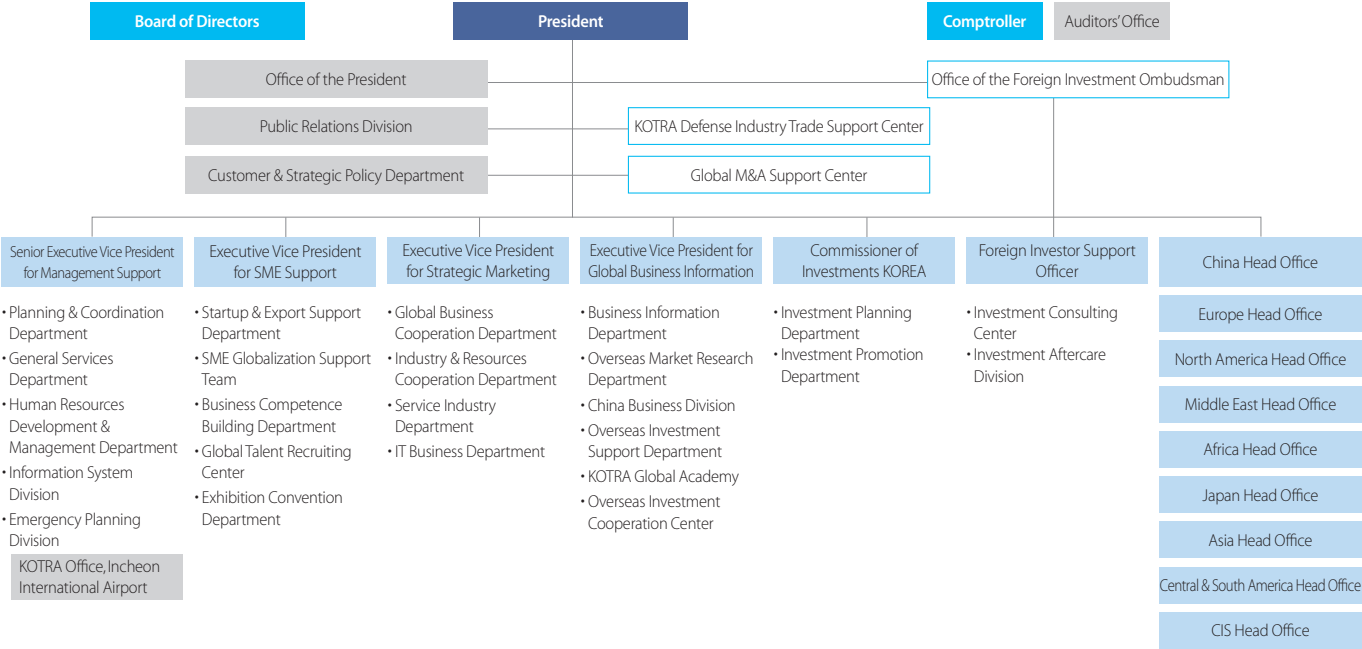 Board of Directors
President
Comptroller
Auditors' Office
Office of the President
Office of the Foreign Investment Ombudsman
Public Relations Division
KOTRA Defense Industry Trade Support Center
Customer & Strategic Policy Department
Global M&A Support Center
Senior Executive Vice President
for Management Support
• Planning & Coordination
Department
• General Services
Department
• Human Resources
Development &
Management Department
• Information System
Division
• Emergency Planning
Division
KOTRA Office, Incheon
International Airport
Executive Vice President
for SME Support
• Startup & Export Support
Department
• SME Globalization Support
Team
• Business Competence
Building Department
• Global Talent Recruiting
Center
• Exhibition Convention
Department
Executive Vice President
for Strategic Marketing
• Global Business
Cooperation Department
• Industry & Resources
Cooperation Department
• Service Industry
Department
• IT Business Department
Executive Vice President for
Global Business Information
• Business Information
Department
• Overseas Market Research
Department
• China Business Division
• Overseas Investment
Support Department
• KOTRA Global Academy
• Overseas Investment
Cooperation Center
Commissioner of
Investments KOREA
• Investment Planning
Department
• Investment Promotion
Department
Foreign Investor Support
Officer
• Investment Consulting
Center
• Investment Aftercare
Division
China Head Office
Europe Head Office
North America Head Office
Middle East Head Office
Africa Head Office
Japan Head Office
Asia Head Office
Central & South America Head Office
CIS Head Office